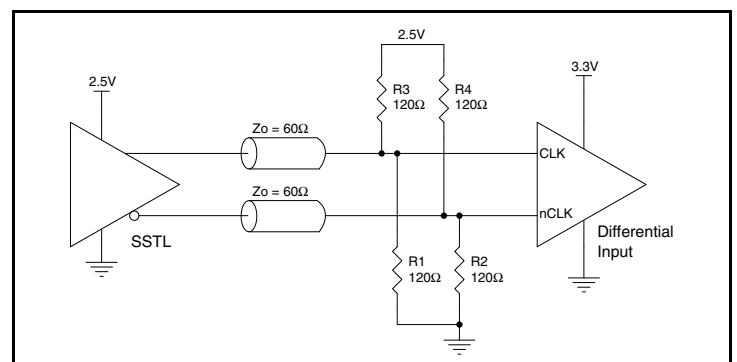 2.5V
3.3V
2.5V
R3
120Ω
R4
120Ω
Zo = 60Ω
CLK
Zo = 60Ω
nCLK
SSTL
Differential
Input
R1
120Ω
R2
120Ω